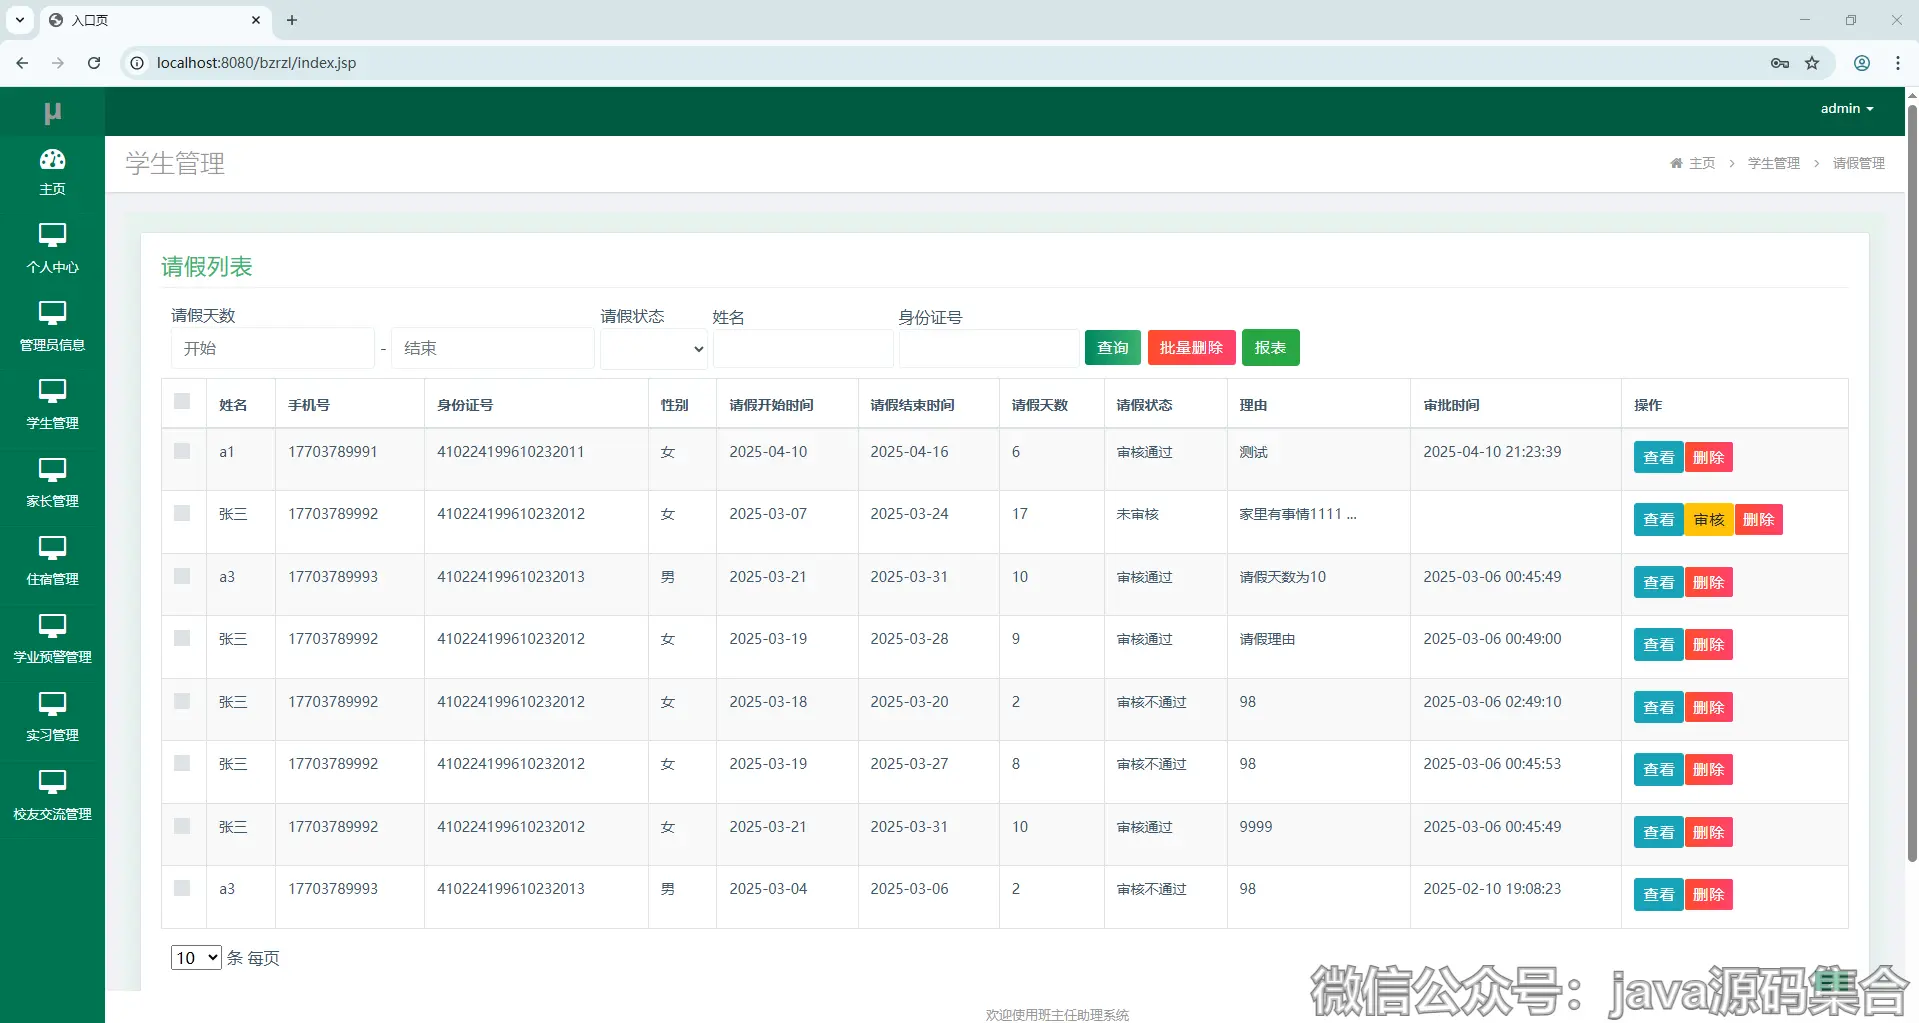 入口页
localhost:8080/bzrzl/index.jsp
µ
admin
主页
个人中心
管理员信息
学生管理
家长管理
住宿管理
学业预警管理
实习管理
校友交流管理
学生管理
主页 > 学生管理 > 请假管理
请假列表
请假天数 请假状态 姓名 身份证号
开始 - 结束 查询 批量删除 报表
姓名 手机号 身份证号 性别 请假开始时间 请假结束时间 请假天数 请假状态 理由 审批时间 操作
a1 17703789991 410224199610232011 女 2025-04-10 2025-04-16 6 审核通过 测试 2025-04-10 21:23:39 查看 删除
张三 17703789992 410224199610232012 女 2025-03-07 2025-03-24 17 未审核 家里有事情1111 ... 查看 审核 删除
a3 17703789993 410224199610232013 男 2025-03-21 2025-03-31 10 审核通过 请假天数为10 2025-03-06 00:45:49 查看 删除
张三 17703789992 410224199610232012 女 2025-03-19 2025-03-28 9 审核通过 请假理由 2025-03-06 00:49:00 查看 删除
张三 17703789992 410224199610232012 女 2025-03-18 2025-03-20 2 审核不通过 98 2025-03-06 02:49:10 查看 删除
张三 17703789992 410224199610232012 女 2025-03-19 2025-03-27 8 审核不通过 98 2025-03-06 00:45:53 查看 删除
张三 17703789992 410224199610232012 女 2025-03-21 2025-03-31 10 审核通过 9999 2025-03-06 00:45:49 查看 删除
a3 17703789993 410224199610232013 男 2025-03-04 2025-03-06 2 审核不通过 98 2025-02-10 19:08:23 查看 删除
10 条 每页
微信公众号：java源码集合
欢迎使用班主任助理系统